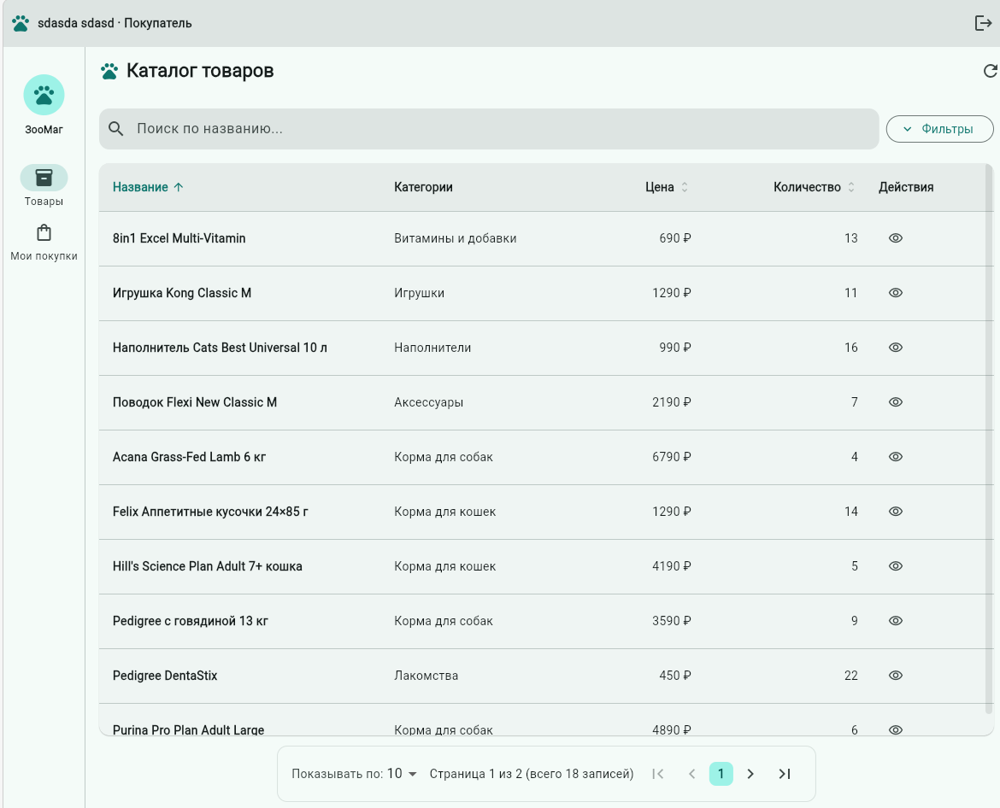 sdasda sdasd · Покупатель
Каталог товаров
ЗооМаг
Поиск по названию...
Фильтры
Товары
Мои покупки
Название Категории Цена Количество Действия
8in1 Excel Multi-Vitamin Витамины и добавки 690 ₽ 13
Игрушка Kong Classic M Игрушки 1290 ₽ 11
Наполнитель Cats Best Universal 10 л Наполнители 990 ₽ 16
Поводок Flexi New Classic M Аксессуары 2190 ₽ 7
Acana Grass-Fed Lamb 6 кг Корма для собак 6790 ₽ 4
Felix Аппетитные кусочки 24×85 г Корма для кошек 1290 ₽ 14
Hill's Science Plan Adult 7+ кошка Корма для кошек 4190 ₽ 5
Pedigree с говядиной 13 кг Корма для собак 3590 ₽ 9
Pedigree DentaStix Лакомства 450 ₽ 22
Purina Pro Plan Adult Large Корма для собак 4890 ₽ 6
Показывать по: 10 Страница 1 из 2 (всего 18 записей) 1